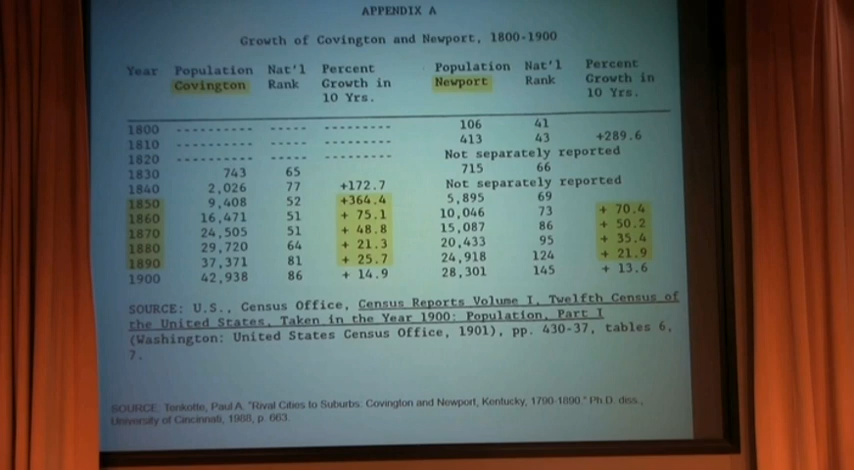 APPENDIX A
Growth of Covington and Newport, 1800-1900
Year Population Nat'l Percent Population Nat'l Percent
Covington Rank Growth in Newport Rank Growth in
10 Yrs. 10 Yrs.
1800 ---------- ----- ---------- 106 41
1810 ---------- ----- ---------- 413 43 +289.6
1820 ---------- ----- ---------- Not separately reported
1830 743 65 715 66
1840 2,026 77 +172.7 Not separately reported
1850 9,408 52 +364.4 5,895 69
1860 16,471 51 + 75.1 10,046 73 + 70.4
1870 24,505 51 + 48.8 15,087 86 + 50.2
1880 29,720 64 + 21.3 20,433 95 + 35.4
1890 37,371 81 + 25.7 24,918 124 + 21.9
1900 42,938 86 + 14.9 28,301 145 + 13.6
SOURCE: U.S., Census Office, Census Reports Volume I, Twelfth Census of
the United States, Taken in the Year 1900: Population, Part I
(Washington: United States Census Office, 1901), pp. 430-37, tables 6,
7.
SOURCE: Tenkotte, Paul A. "Rival Cities to Suburbs: Covington and Newport, Kentucky, 1790-1890." Ph.D. diss.,
University of Cincinnati, 1988, p. 663.